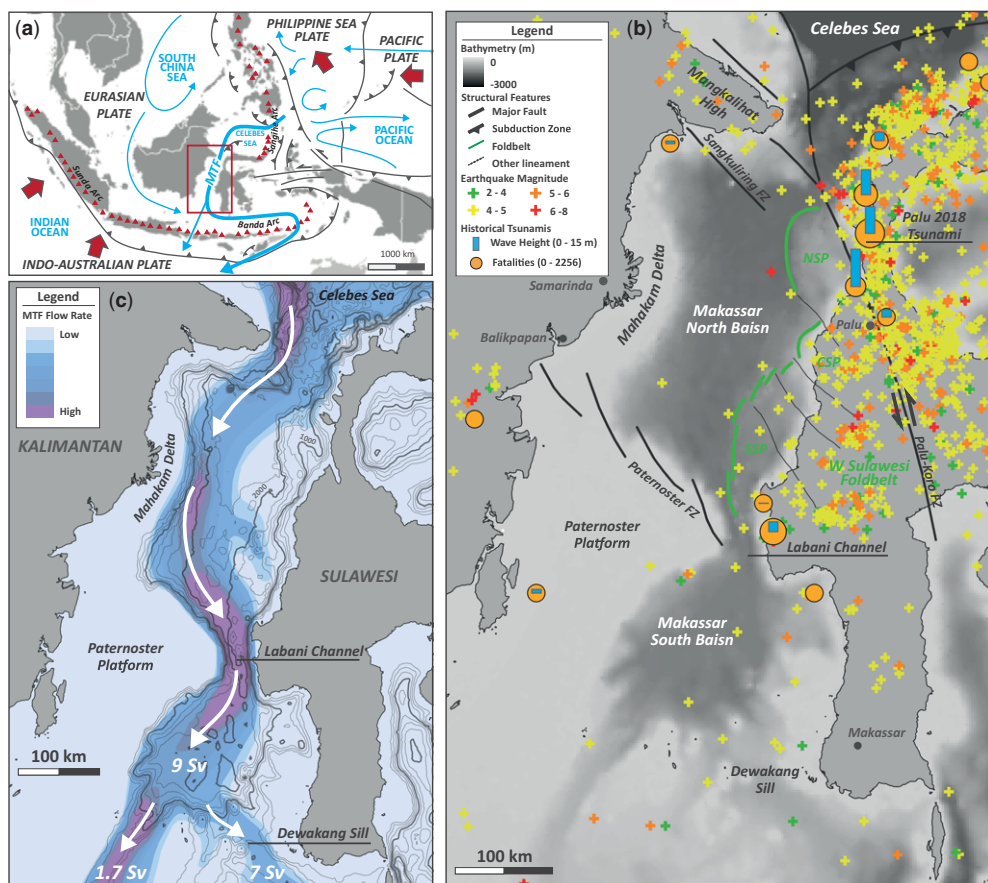 (a)
PHILIPPINE SEA
PLATE
PACIFIC
PLATE
SOUTH
CHINA
SEA
EURASIAN
PLATE
CELEBES
SEA
Sangihe Arc
PACIFIC
OCEAN
MTF
Sunda Arc
Banda Arc
INDIAN
OCEAN
INDO-AUSTRALIAN PLATE
1000 km
(b)
Legend
Bathymetry (m)
0
-3000
Structural Features
Major Fault
Subduction Zone
Foldbelt
Other lineament
Earthquake Magnitude
2 - 4
5 - 6
4 - 5
6 -8
Historical Tsunamis
Wave Height (0 - 15 m)
Fatalities (0 - 2256)
Celebes Sea
Mangkalihat
High
Sangkuliring FZ
Palu 2018
Tsunami
NSP
Samarinda
Mahakam Delta
Makassar
North Baisn
Balikpapan
Palu
CSP
SSP
Palu-Koro FZ
W Sulawesi
Foldbelt
Paternoster FZ
Paternoster
Platform
Labani Channel
Makassar
South Baisn
Makassar
Dewakang
Sill
100 km
(c)
Legend
MTF Flow Rate
Low
High
Celebes Sea
KALIMANTAN
1000
Mahakam Delta
2000
SULAWESI
Paternoster
Platform
Labani Channel
100 km
9 Sv
Dewakang Sill
1.7 Sv
7 Sv